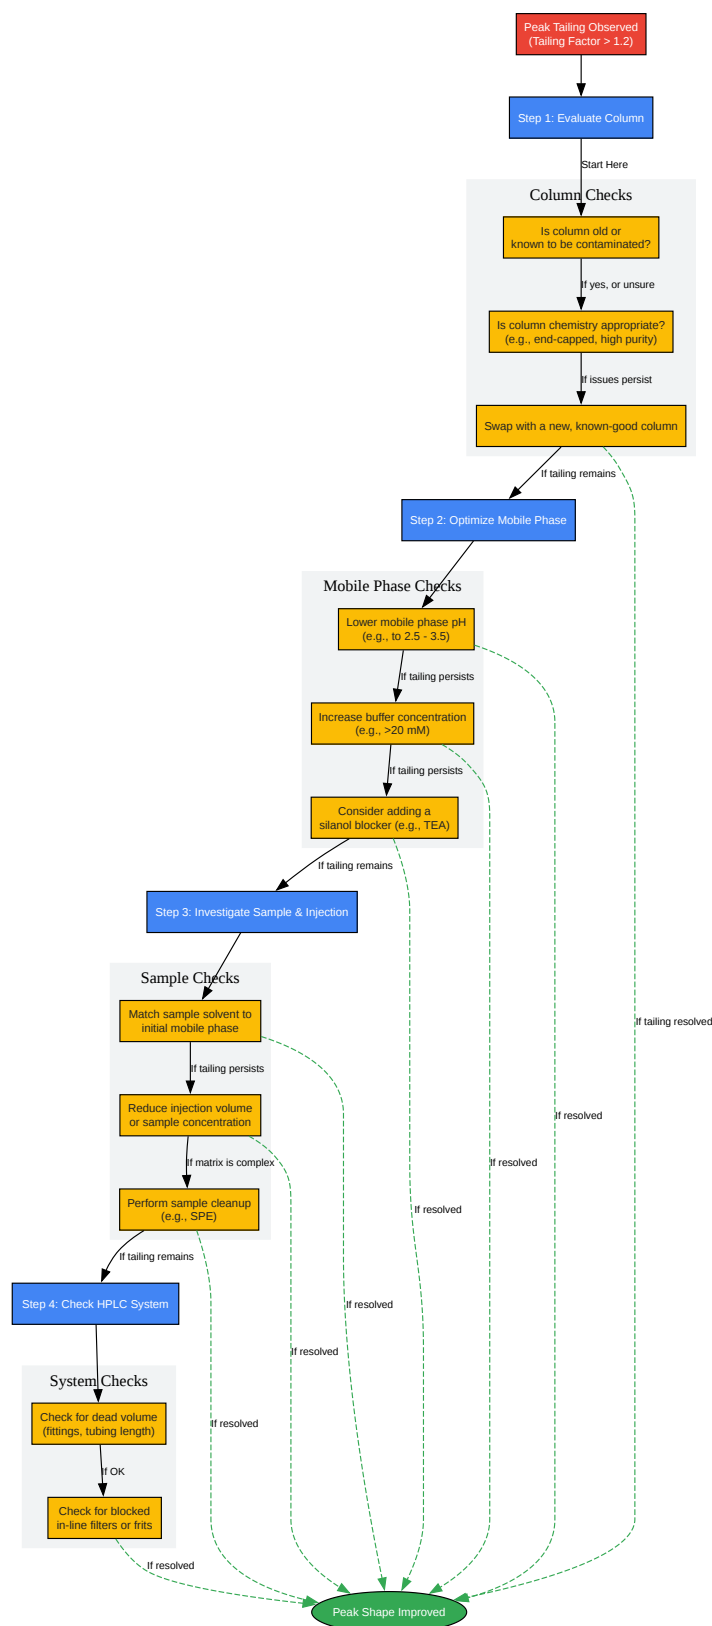 Peak Tailing Observed
(Tailing Factor > 1.2)
Step 1: Evaluate Column
Start Here
Column Checks
Is column old or
known to be contaminated?
If yes, or unsure
Is column chemistry appropriate?
(e.g., end-capped, high purity)
If issues persist
Swap with a new, known-good column
If tailing remains
Step 2: Optimize Mobile Phase
Mobile Phase Checks
Lower mobile phase pH
(e.g., to 2.5 - 3.5)
If tailing persists
Increase buffer concentration
(e.g., >20 mM)
If tailing persists
Consider adding a
silanol blocker (e.g., TEA)
If tailing remains
Step 3: Investigate Sample & Injection
Sample Checks
Match sample solvent to
initial mobile phase
If tailing resolved
If tailing persists
Reduce injection volume
or sample concentration
If resolved
If matrix is complex
If resolved
Perform sample cleanup
(e.g., SPE)
If resolved
If tailing remains
Step 4: Check HPLC System
If resolved
If resolved
System Checks
Check for dead volume
(fittings, tubing length)
If resolved
If OK
Check for blocked
in-line filters or frits
If resolved
Peak Shape Improved